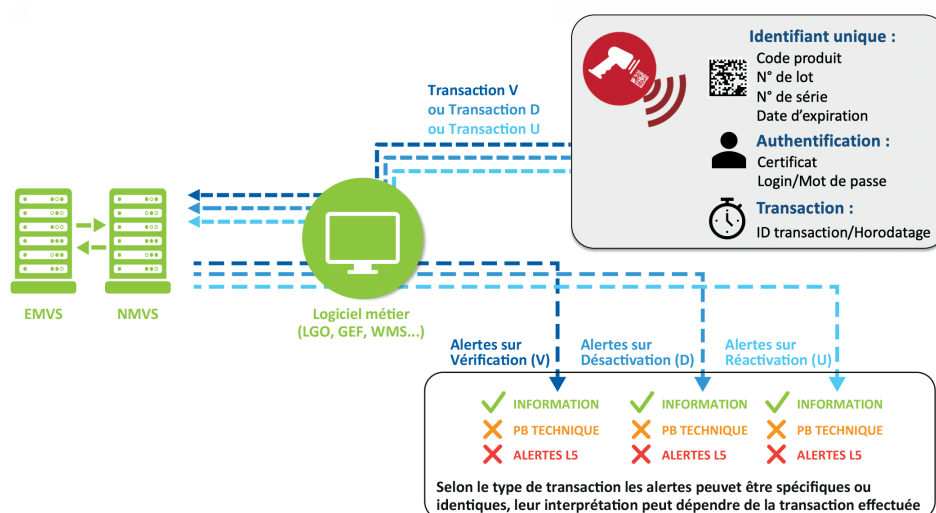 Identifiant unique :
Code produit
N° de lot
N° de série
Date d'expiration
Authentification :
Certificat
Login/Mot de passe
Transaction :
ID transaction/Horodatage
Transaction V
ou Transaction D
ou Transaction U
EMVS
NMVS
Logiciel métier
(LGO, GEF, WMS...)
Alertes sur
Vérification (V)
Alertes sur
Désactivation (D)
Alertes sur
Réactivation (U)
INFORMATION
PB TECHNIQUE
ALERTES L5
INFORMATION
PB TECHNIQUE
ALERTES L5
INFORMATION
PB TECHNIQUE
ALERTES L5
Selon le type de transaction les alertes peuvet être spécifiques ou
identiques, leur interprétation peut dépendre de la transaction effectuée